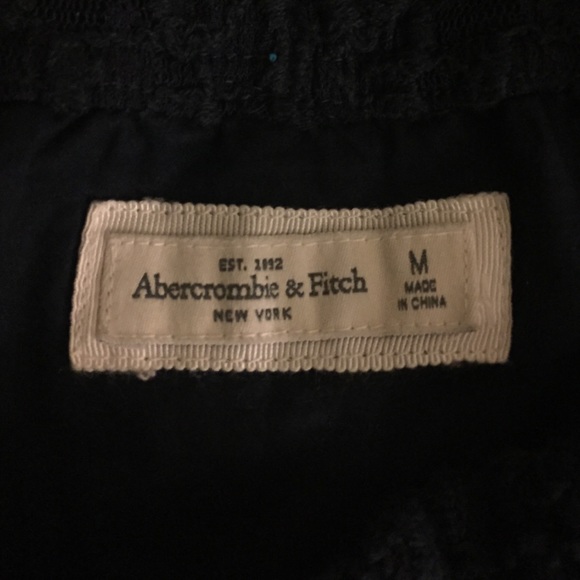 EST. 1892
Abercrombie & Fitch
NEW YORK
M
MADE
IN CHINA